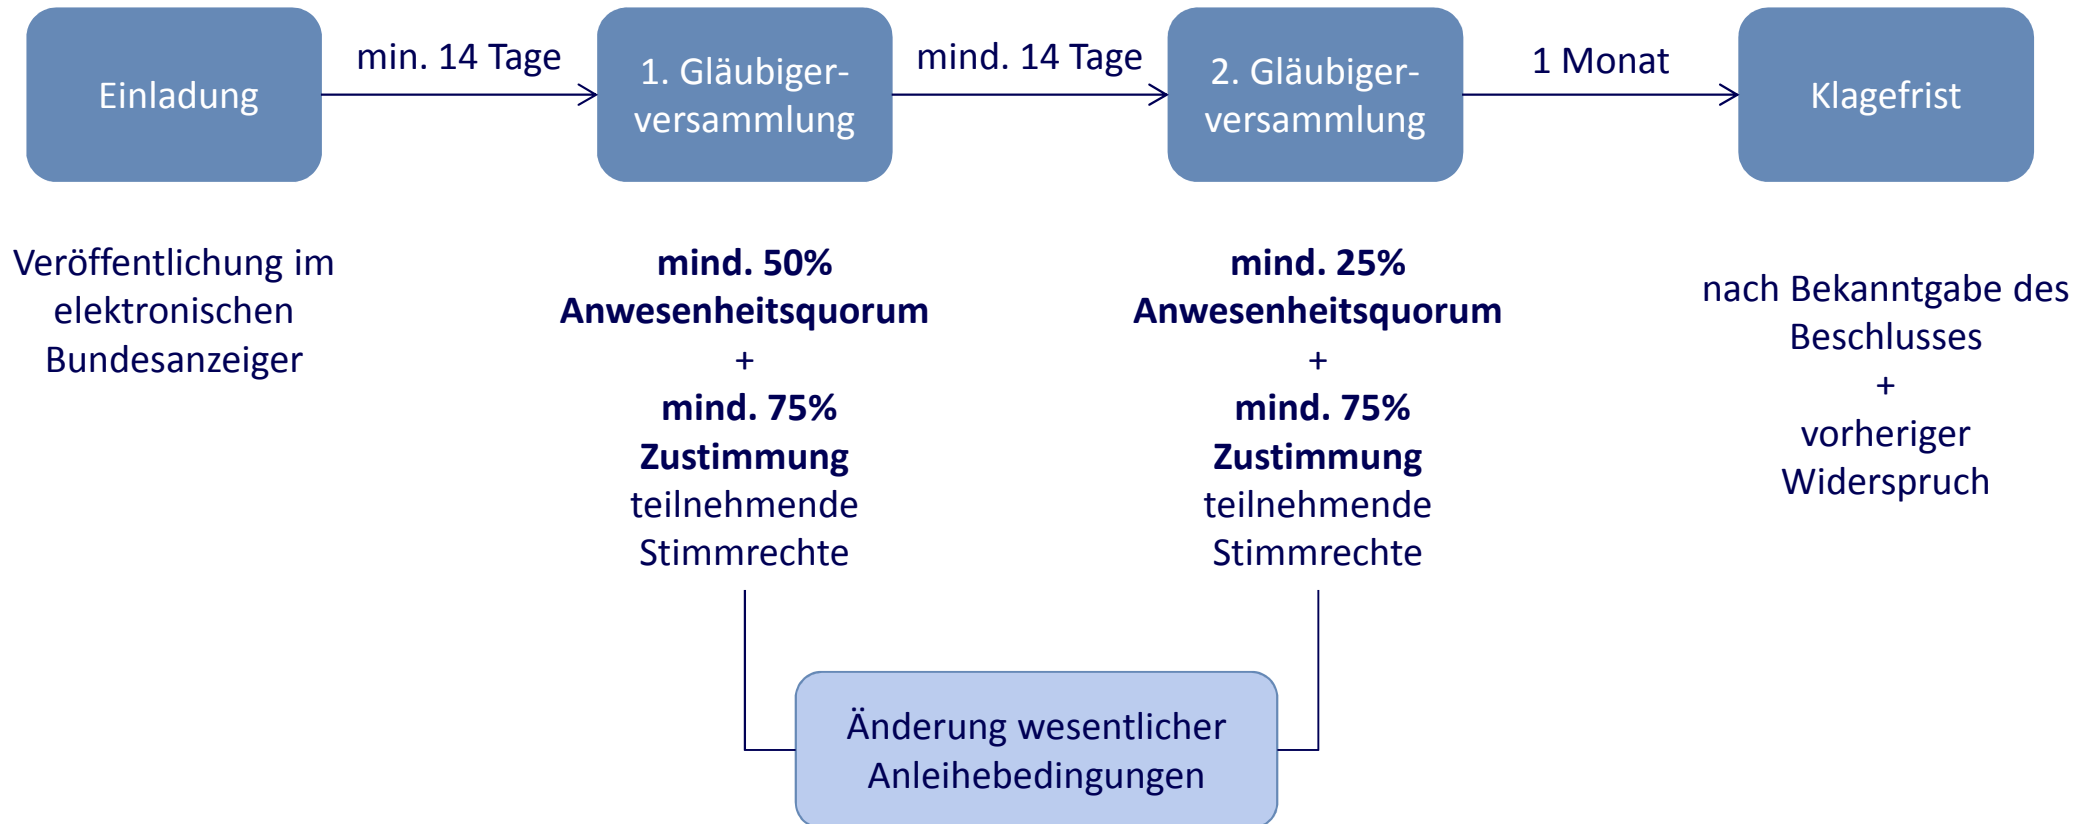 Einladung
min. 14 Tage
1. Gläubiger-
versammlung
mind. 14 Tage
2. Gläubiger-
versammlung
1 Monat
Klagefrist
Veröffentlichung im
elektronischen
Bundesanzeiger
mind. 50%
Anwesenheitsquorum
+
mind. 75%
Zustimmung
teilnehmende
Stimmrechte
mind. 25%
Anwesenheitsquorum
+
mind. 75%
Zustimmung
teilnehmende
Stimmrechte
nach Bekanntgabe des
Beschlusses
+
vorheriger
Widerspruch
Änderung wesentlicher
Anleihebedingungen